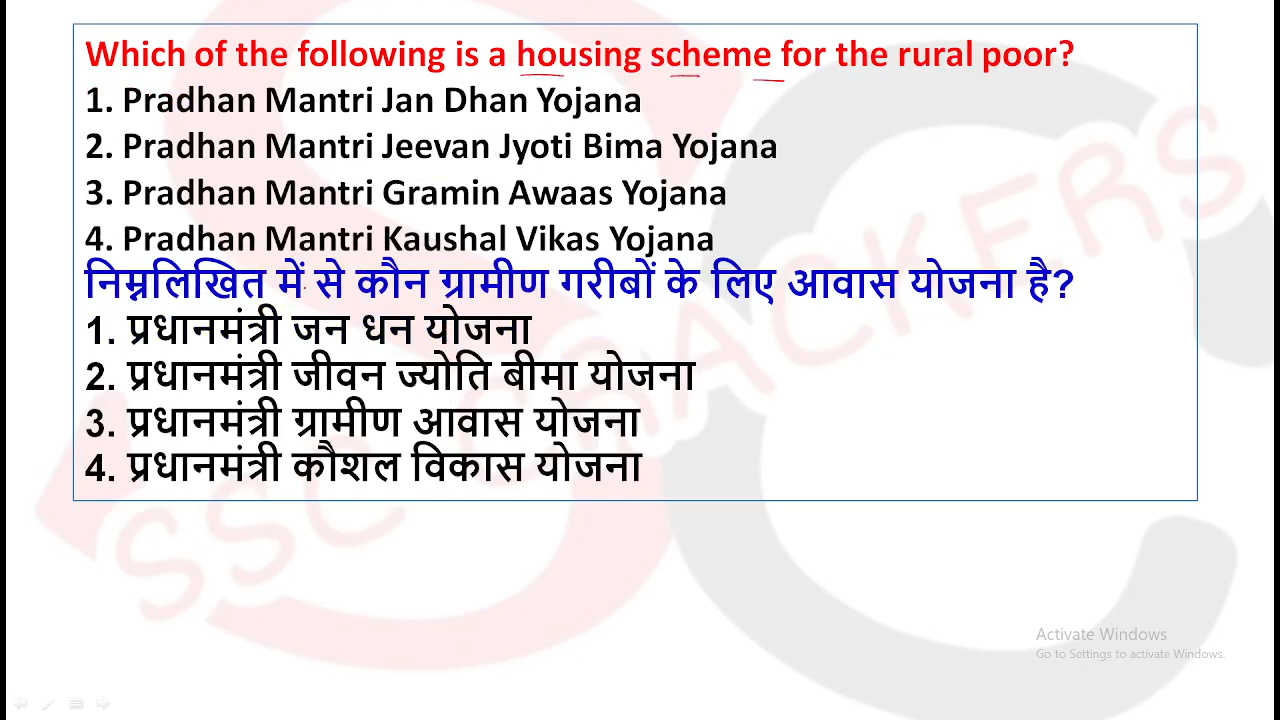 Which of the following is a housing scheme for the rural poor?
1. Pradhan Mantri Jan Dhan Yojana
2. Pradhan Mantri Jeevan Jyoti Bima Yojana
3. Pradhan Mantri Gramin Awaas Yojana
4. Pradhan Mantri Kaushal Vikas Yojana
निम्नलिखित में से कौन ग्रामीण गरीबों के लिए आवास योजना है?
1. प्रधानमंत्री जन धन योजना
2. प्रधानमंत्री जीवन ज्योति बीमा योजना
3. प्रधानमंत्री ग्रामीण आवास योजना
4. प्रधानमंत्री कौशल विकास योजना
SSC CRACKERS
Activate Windows
Go to Settings to activate Windows.